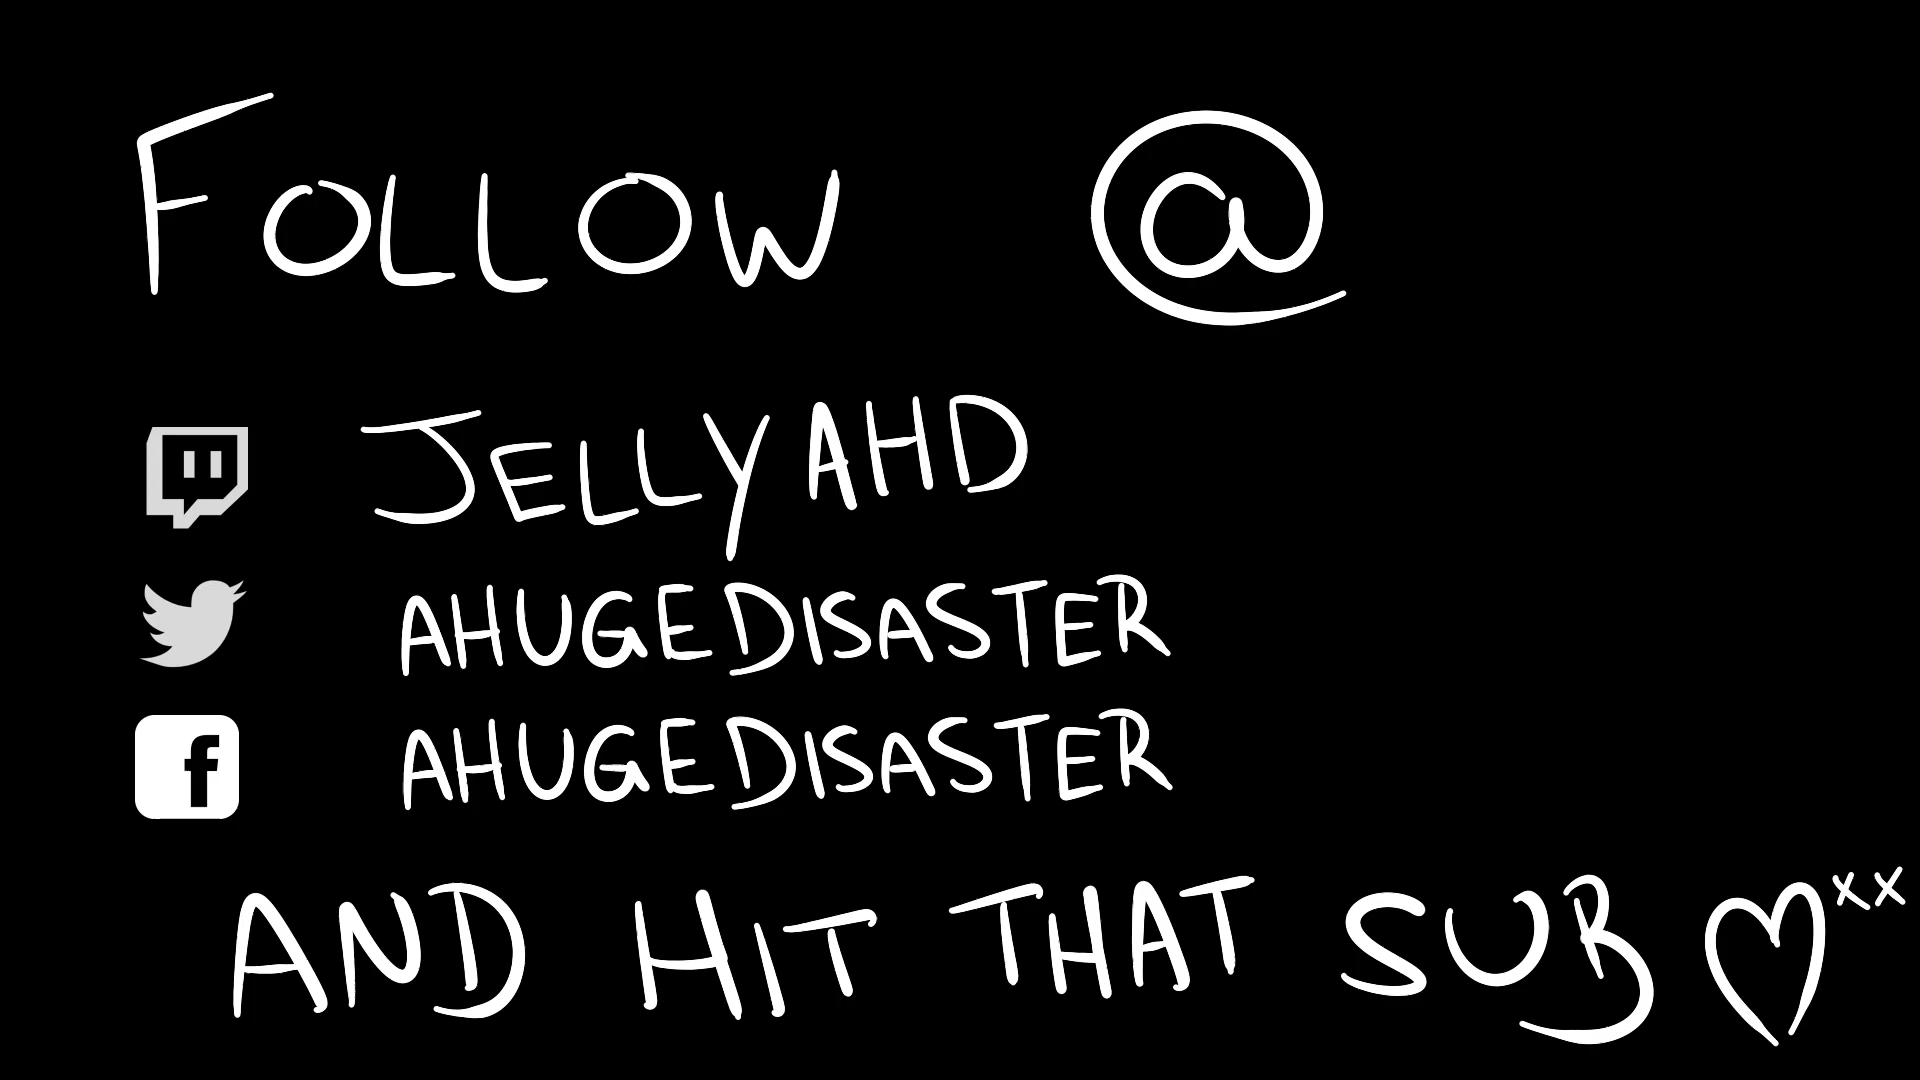 FOLLOW @
JELLYAHD
AHUGEDISASTER
AHUGEDISASTER
AND HIT THAT SUB ♡xx